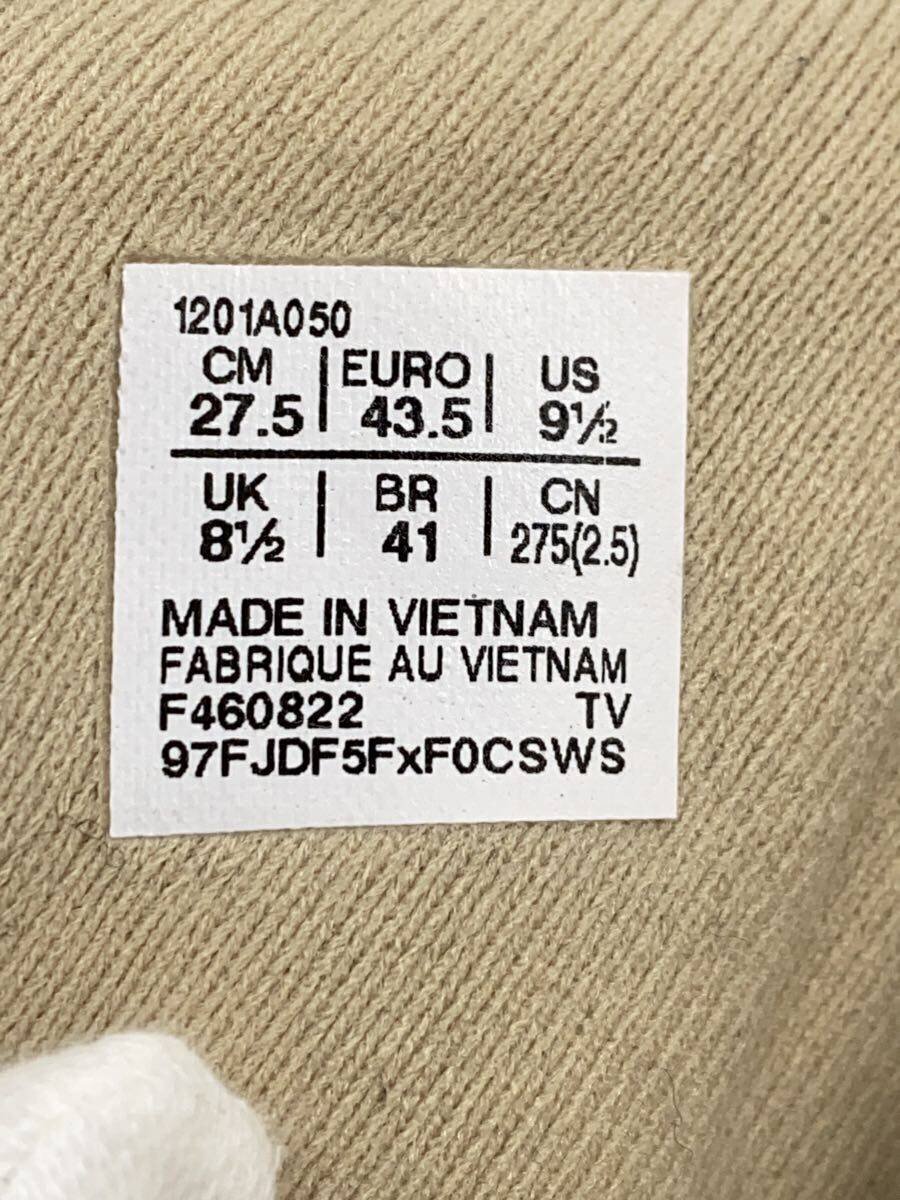 1201A050
CM | EURO | US
27.5 | 43.5 | 9½
UK | BR | CN
8½ | 41 | 275(2.5)
MADE IN VIETNAM
FABRIQUE AU VIETNAM
F460822 TV
97FJDF5FxF0CSWS